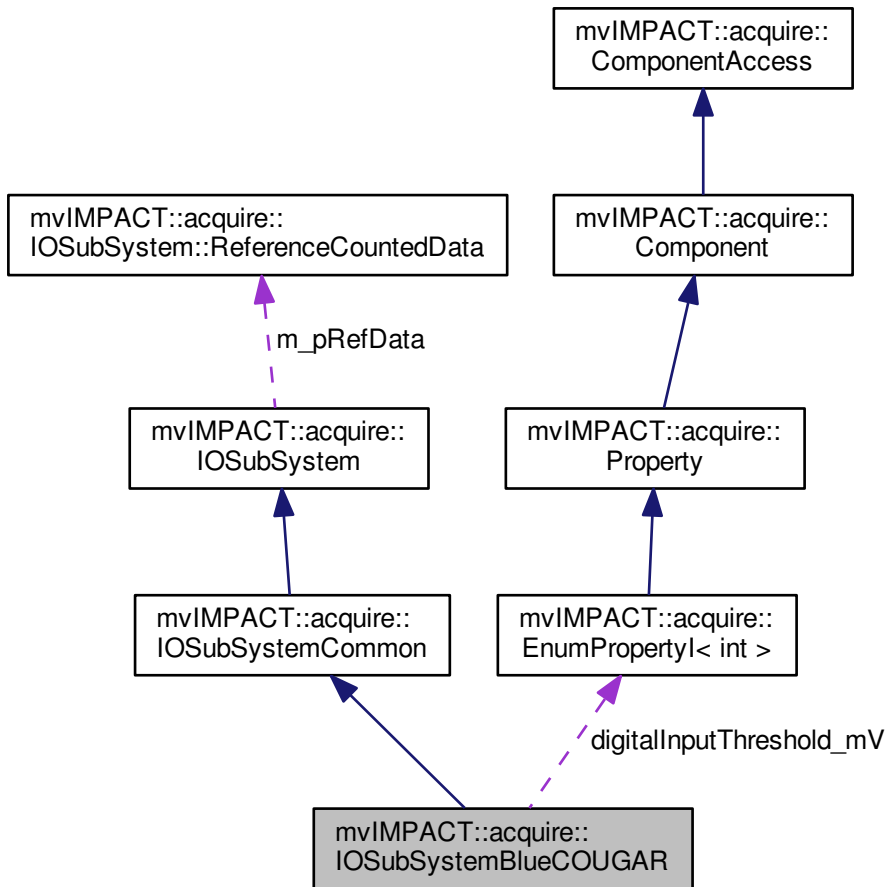 mvIMPACT::acquire::
ComponentAccess
mvIMPACT::acquire::
IOSubSystem::ReferenceCountedData
mvIMPACT::acquire::
Component
m_pRefData
mvIMPACT::acquire::
IOSubSystem
mvIMPACT::acquire::
Property
mvIMPACT::acquire::
IOSubSystemCommon
mvIMPACT::acquire::
EnumPropertyI< int >
digitalInputThreshold_mV
mvIMPACT::acquire::
IOSubSystemBlueCOUGAR